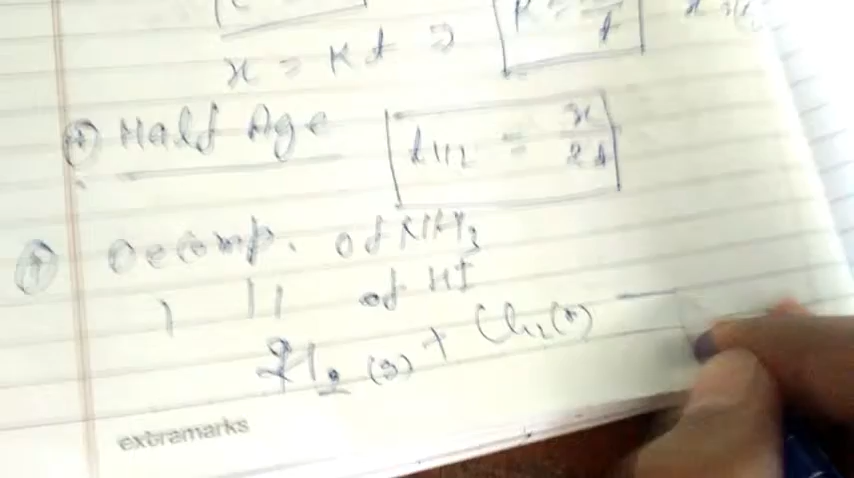 x = Kt ⇒ K = x/t
Half Age t1/2 = x/2t
Decomp. of NH3
" of HI
H2 (g) + Cl2 (g) —
extramarks